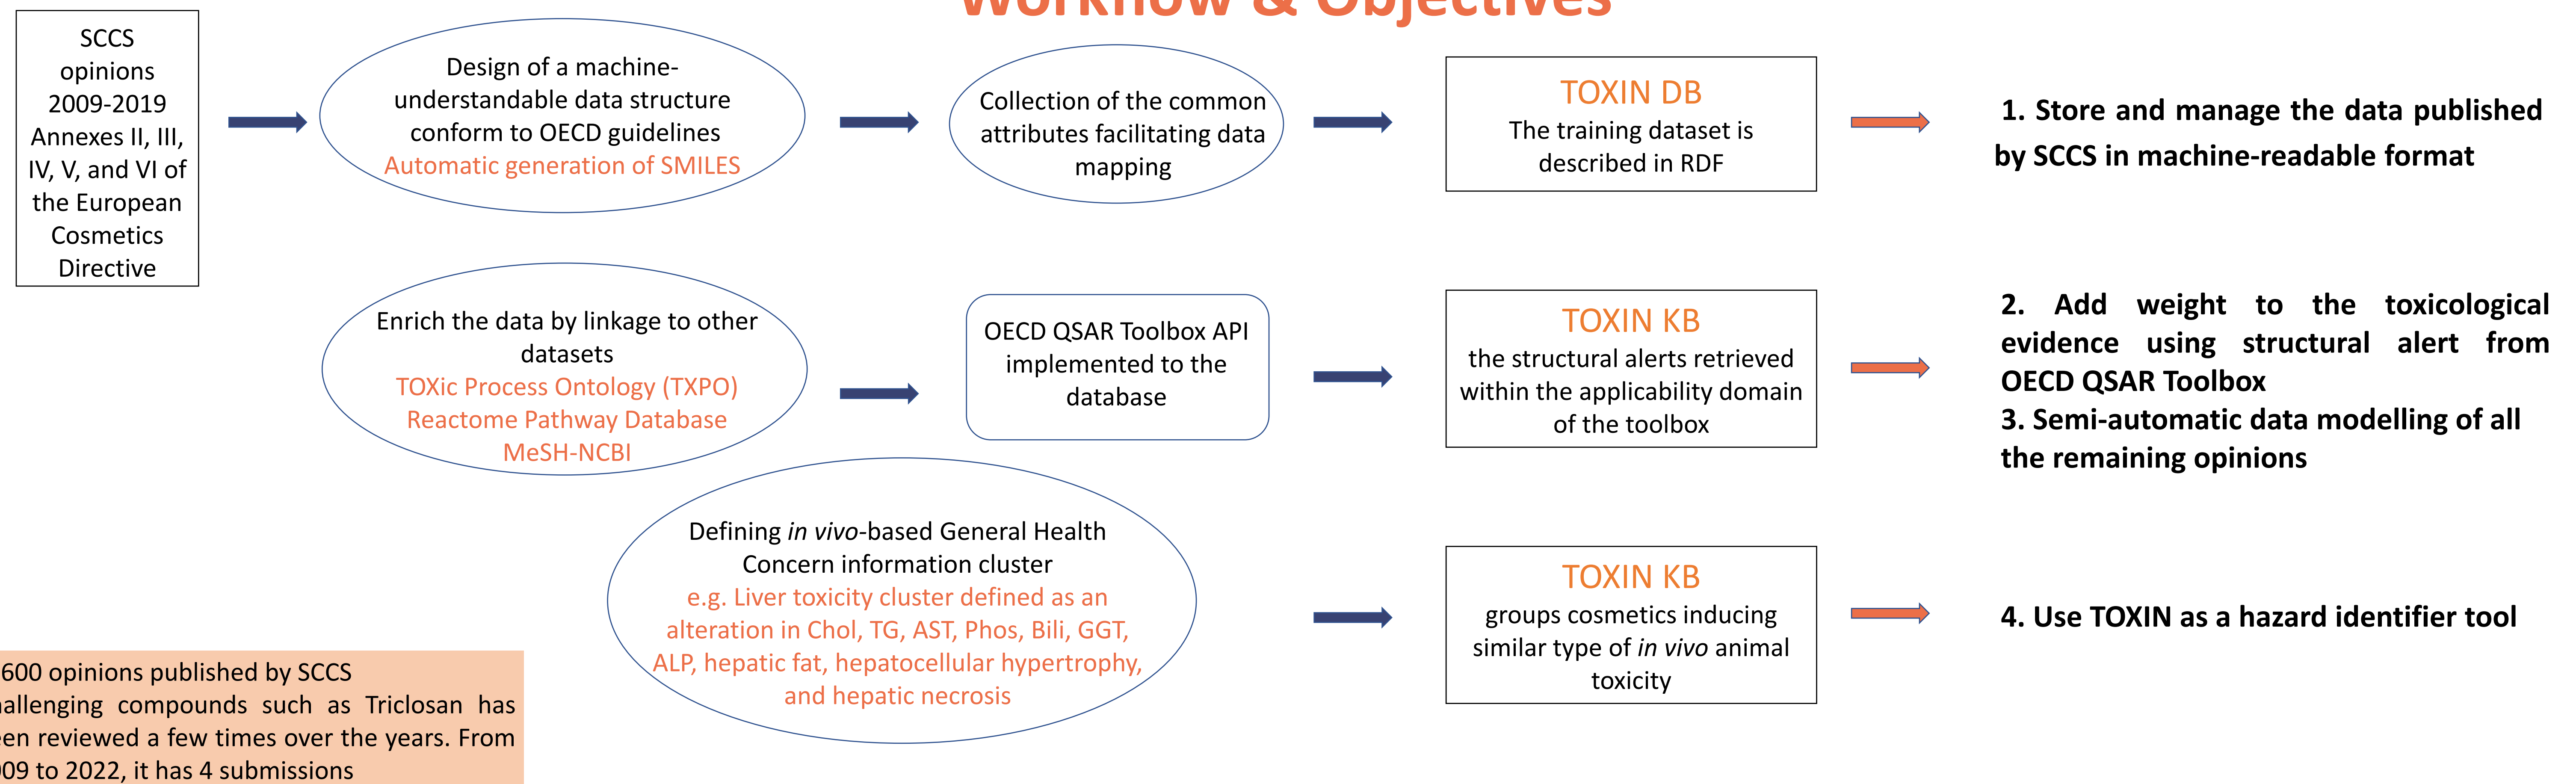 Workflow & Objectives
SCCS
opinions
2009-2019
Annexes II, III,
IV, V, and VI of
the European
Cosmetics
Directive
Design of a machine-
understandable data structure
conform to OECD guidelines
Automatic generation of SMILES
Collection of the common
attributes facilitating data
mapping
TOXIN DB
The training dataset is
described in RDF
1. Store and manage the data published
by SCCS in machine-readable format
Enrich the data by linkage to other
datasets
TOXic Process Ontology (TXPO)
Reactome Pathway Database
MeSH-NCBI
OECD QSAR Toolbox API
implemented to the
database
TOXIN KB
the structural alerts retrieved
within the applicability domain
of the toolbox
2. Add weight to the toxicological
evidence using structural alert from
OECD QSAR Toolbox
3. Semi-automatic data modelling of all
the remaining opinions
Defining in vivo-based General Health
Concern information cluster
e.g. Liver toxicity cluster defined as an
alteration in Chol, TG, AST, Phos, Bili, GGT,
ALP, hepatic fat, hepatocellular hypertrophy,
and hepatic necrosis
TOXIN KB
groups cosmetics inducing
similar type of in vivo animal
toxicity
4. Use TOXIN as a hazard identifier tool
600 opinions published by SCCS
allenging compounds such as Triclosan has
en reviewed a few times over the years. From
09 to 2022, it has 4 submissions